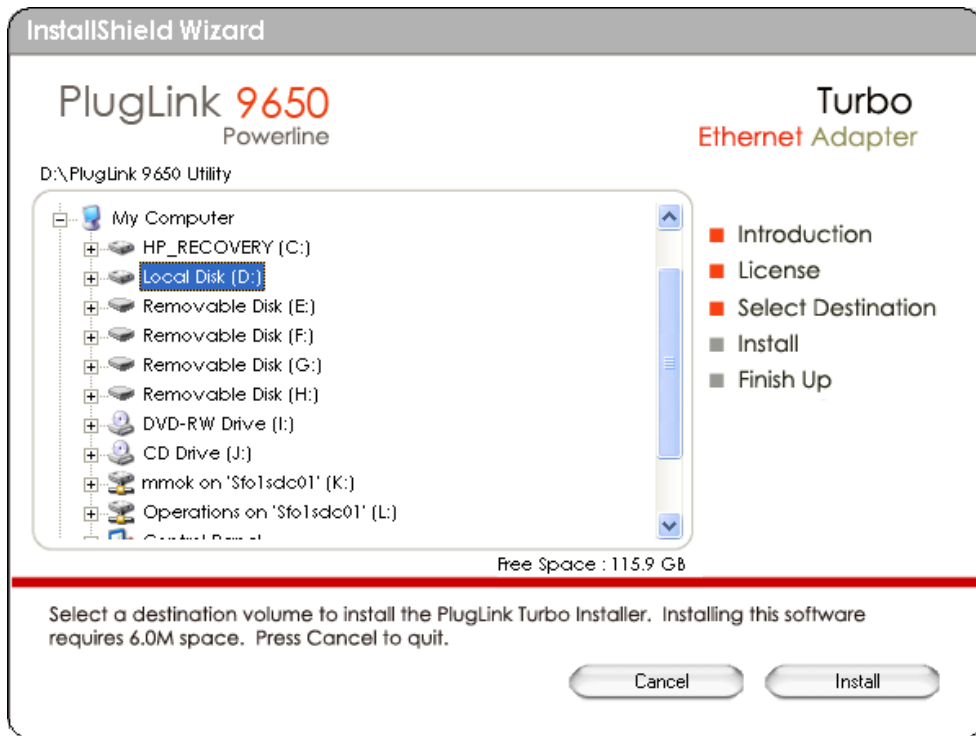 InstallShield Wizard
PlugLink 9650
Powerline
Turbo
Ethernet Adapter
D:\PlugLink 9650 Utility
My Computer
HP_RECOVERY (C:)
Local Disk (D:)
Removable Disk (E:)
Removable Disk (F:)
Removable Disk (G:)
Removable Disk (H:)
DVD-RW Drive (I:)
CD Drive (J:)
mmok on 'Sfo1sdc01' (K:)
Operations on 'Sfo1sdc01' (L:)
Control Panel
Free Space : 115.9 GB
Introduction
License
Select Destination
Install
Finish Up
Select a destination volume to install the PlugLink Turbo Installer. Installing this software
requires 6.0M space. Press Cancel to quit.
Cancel
Install